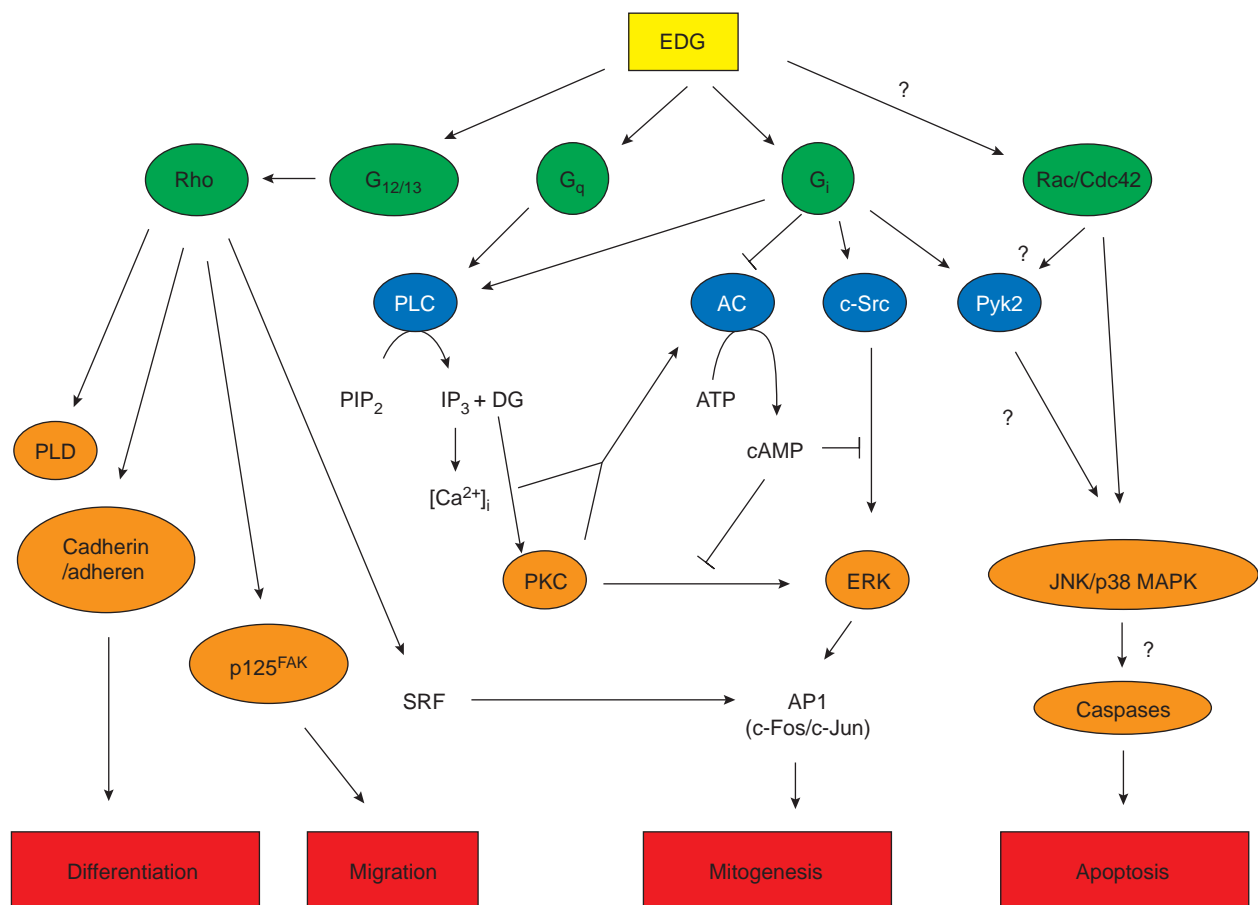 EDG
?
Rho
G12/13
Gq
Gi
Rac/Cdc42
?
PLC
AC
c-Src
Pyk2
PIP2
IP3 + DG
ATP
?
PLD
cAMP
[Ca2+]i
Cadherin
/adheren
PKC
ERK
JNK/p38 MAPK
p125FAK
?
SRF
AP1
(c-Fos/c-Jun)
Caspases
Differentiation
Migration
Mitogenesis
Apoptosis